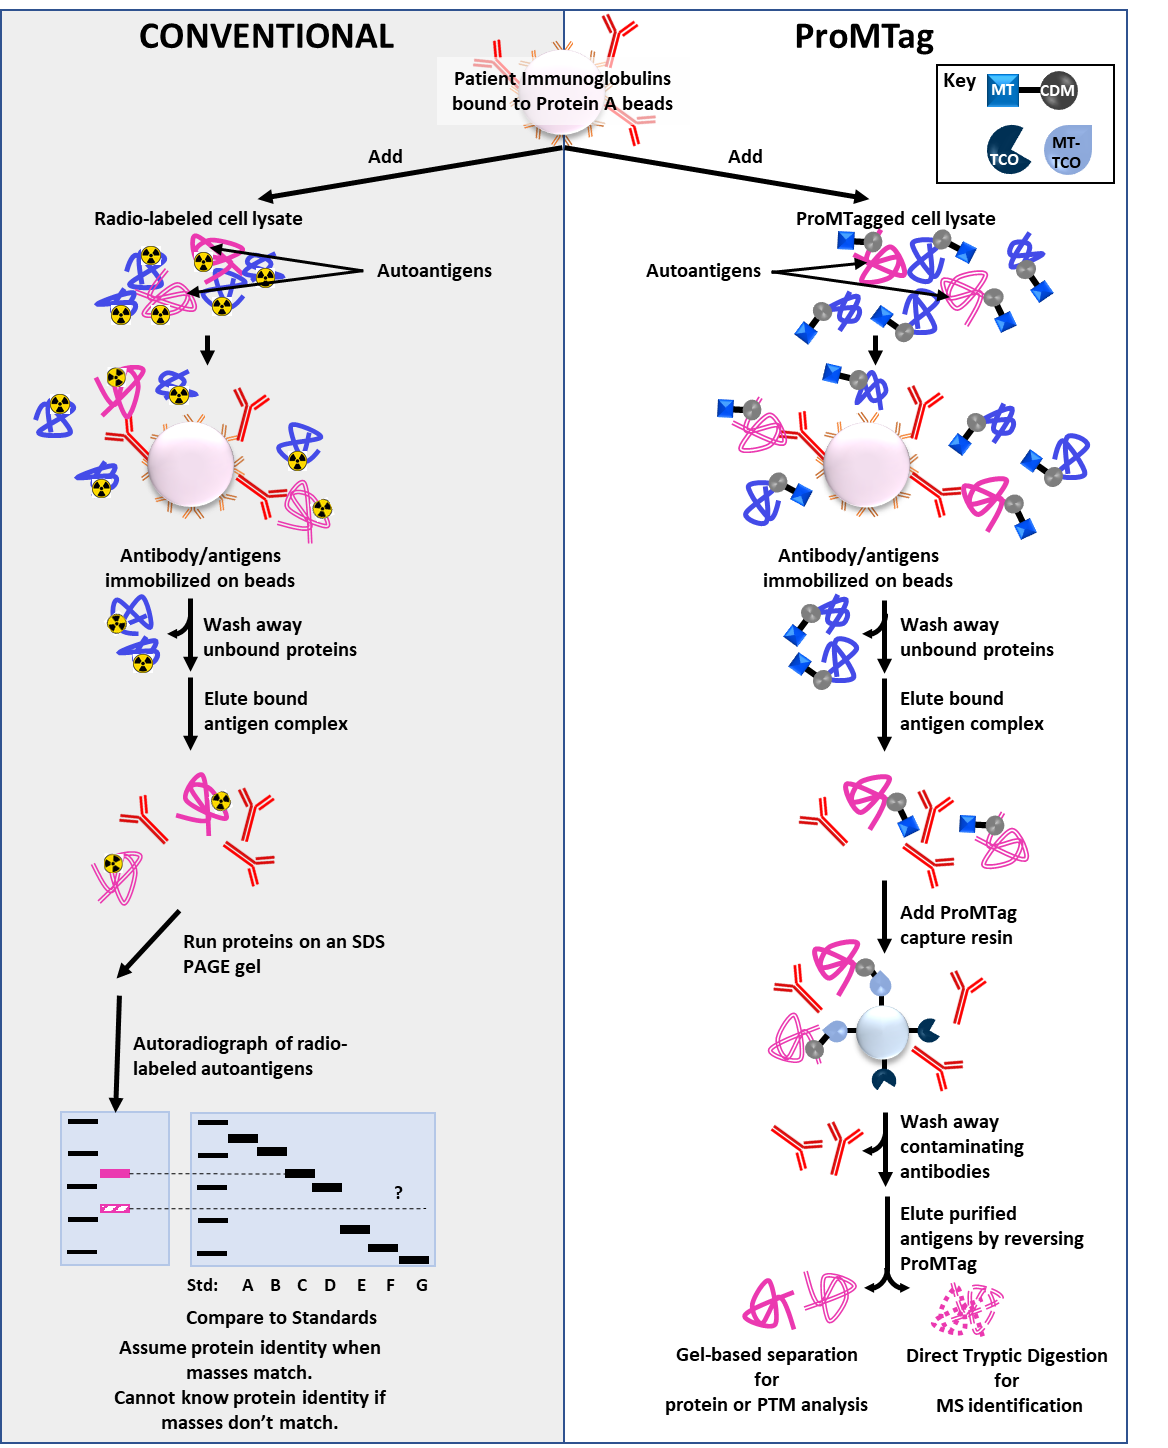 CONVENTIONAL
ProMTag
Patient Immunoglobulins
bound to Protein A beads
Key
MT
CDM
TCO
MT-
TCO
Add
Add
Radio-labeled cell lysate
Autoantigens
Antibody/antigens
immobilized on beads
Wash away
unbound proteins
Elute bound
antigen complex
Run proteins on an SDS
PAGE gel
Autoradiograph of radio-
labeled autoantigens
?
Std: A B C D E F G
Compare to Standards
Assume protein identity when
masses match.
Cannot know protein identity if
masses don’t match.
ProMTagged cell lysate
Autoantigens
Antibody/antigens
immobilized on beads
Wash away
unbound proteins
Elute bound
antigen complex
Add ProMTag
capture resin
Wash away
contaminating
antibodies
Elute purified
antigens by reversing
ProMTag
Gel-based separation
for
protein or PTM analysis
Direct Tryptic Digestion
for
MS identification